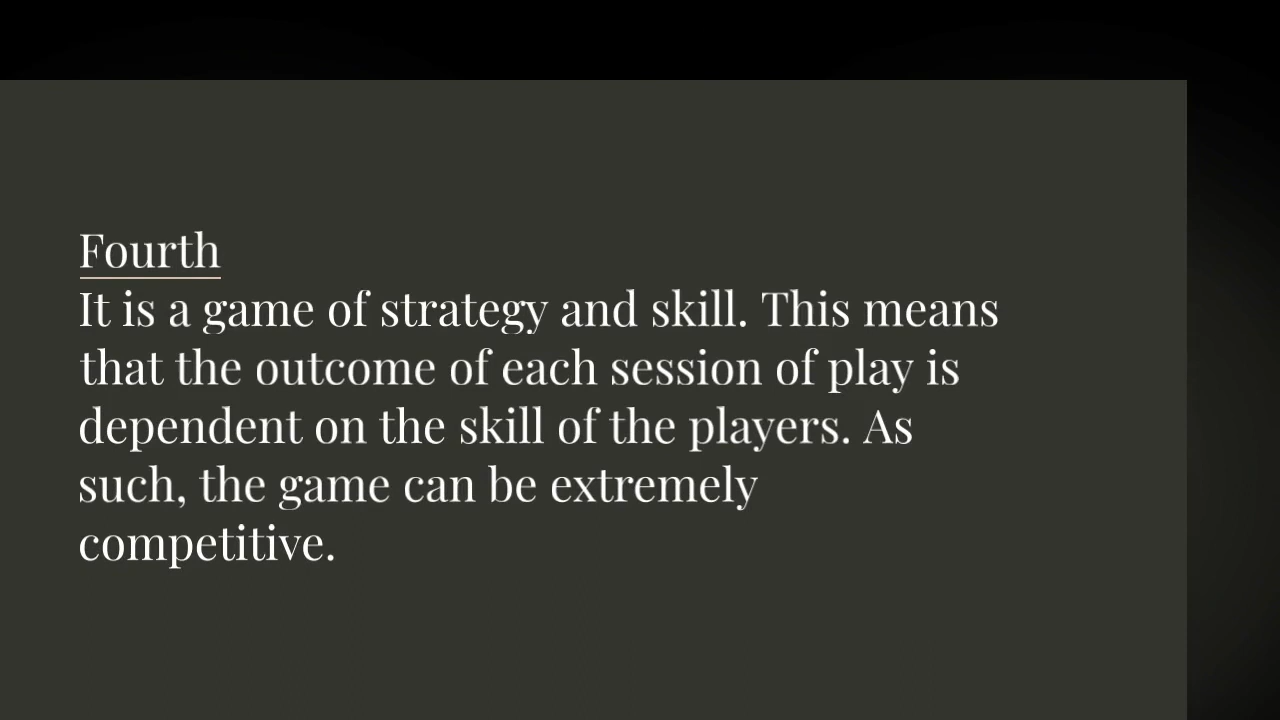 Fourth
It is a game of strategy and skill. This means
that the outcome of each session of play is
dependent on the skill of the players. As
such, the game can be extremely
competitive.